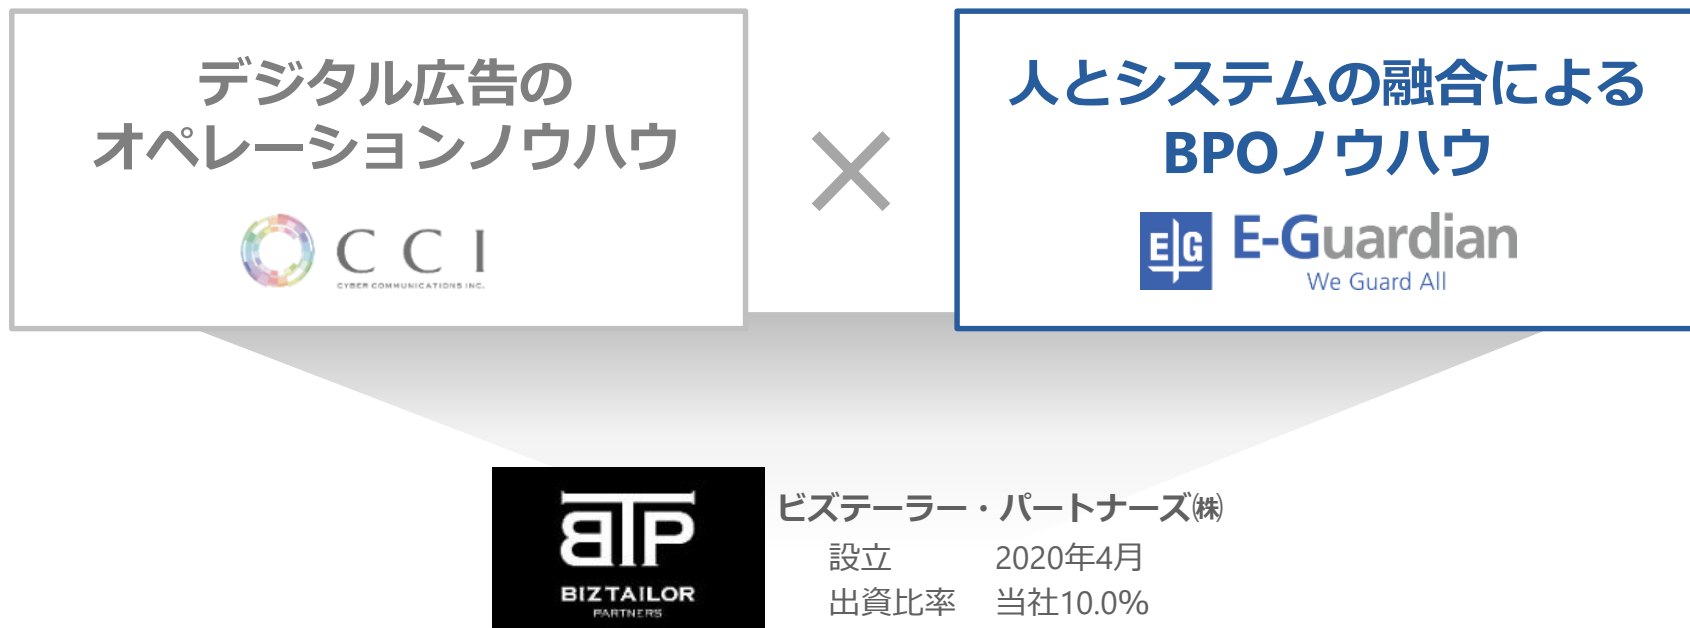 デジタル広告の
オペレーションノウハウ
CCI
CYBER COMMUNICATIONS INC.
×
人とシステムの融合による
BPOノウハウ
EG E-Guardian
We Guard All
BTP
BIZTAILOR
PARTNERS
ビズテーラー・パートナーズ㈱
設立 2020年4月
出資比率 当社10.0%